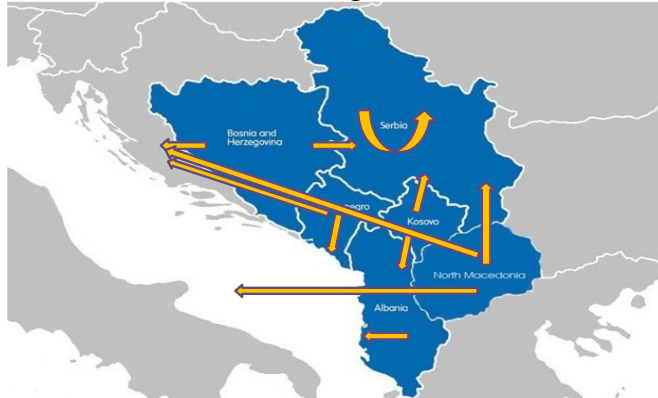 Serbia
Bosnia and
Herzegovina
Kosovo
North Macedonia
Albania